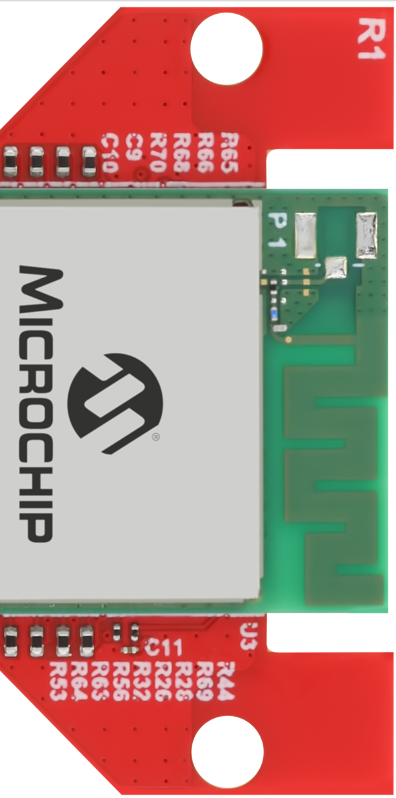 R1
C10
C9
R70
R68
R66
R65
P1
MICROCHIP
®
U3
C11
R53
R64
R63
R56
R32
R26
R28
R69
R44